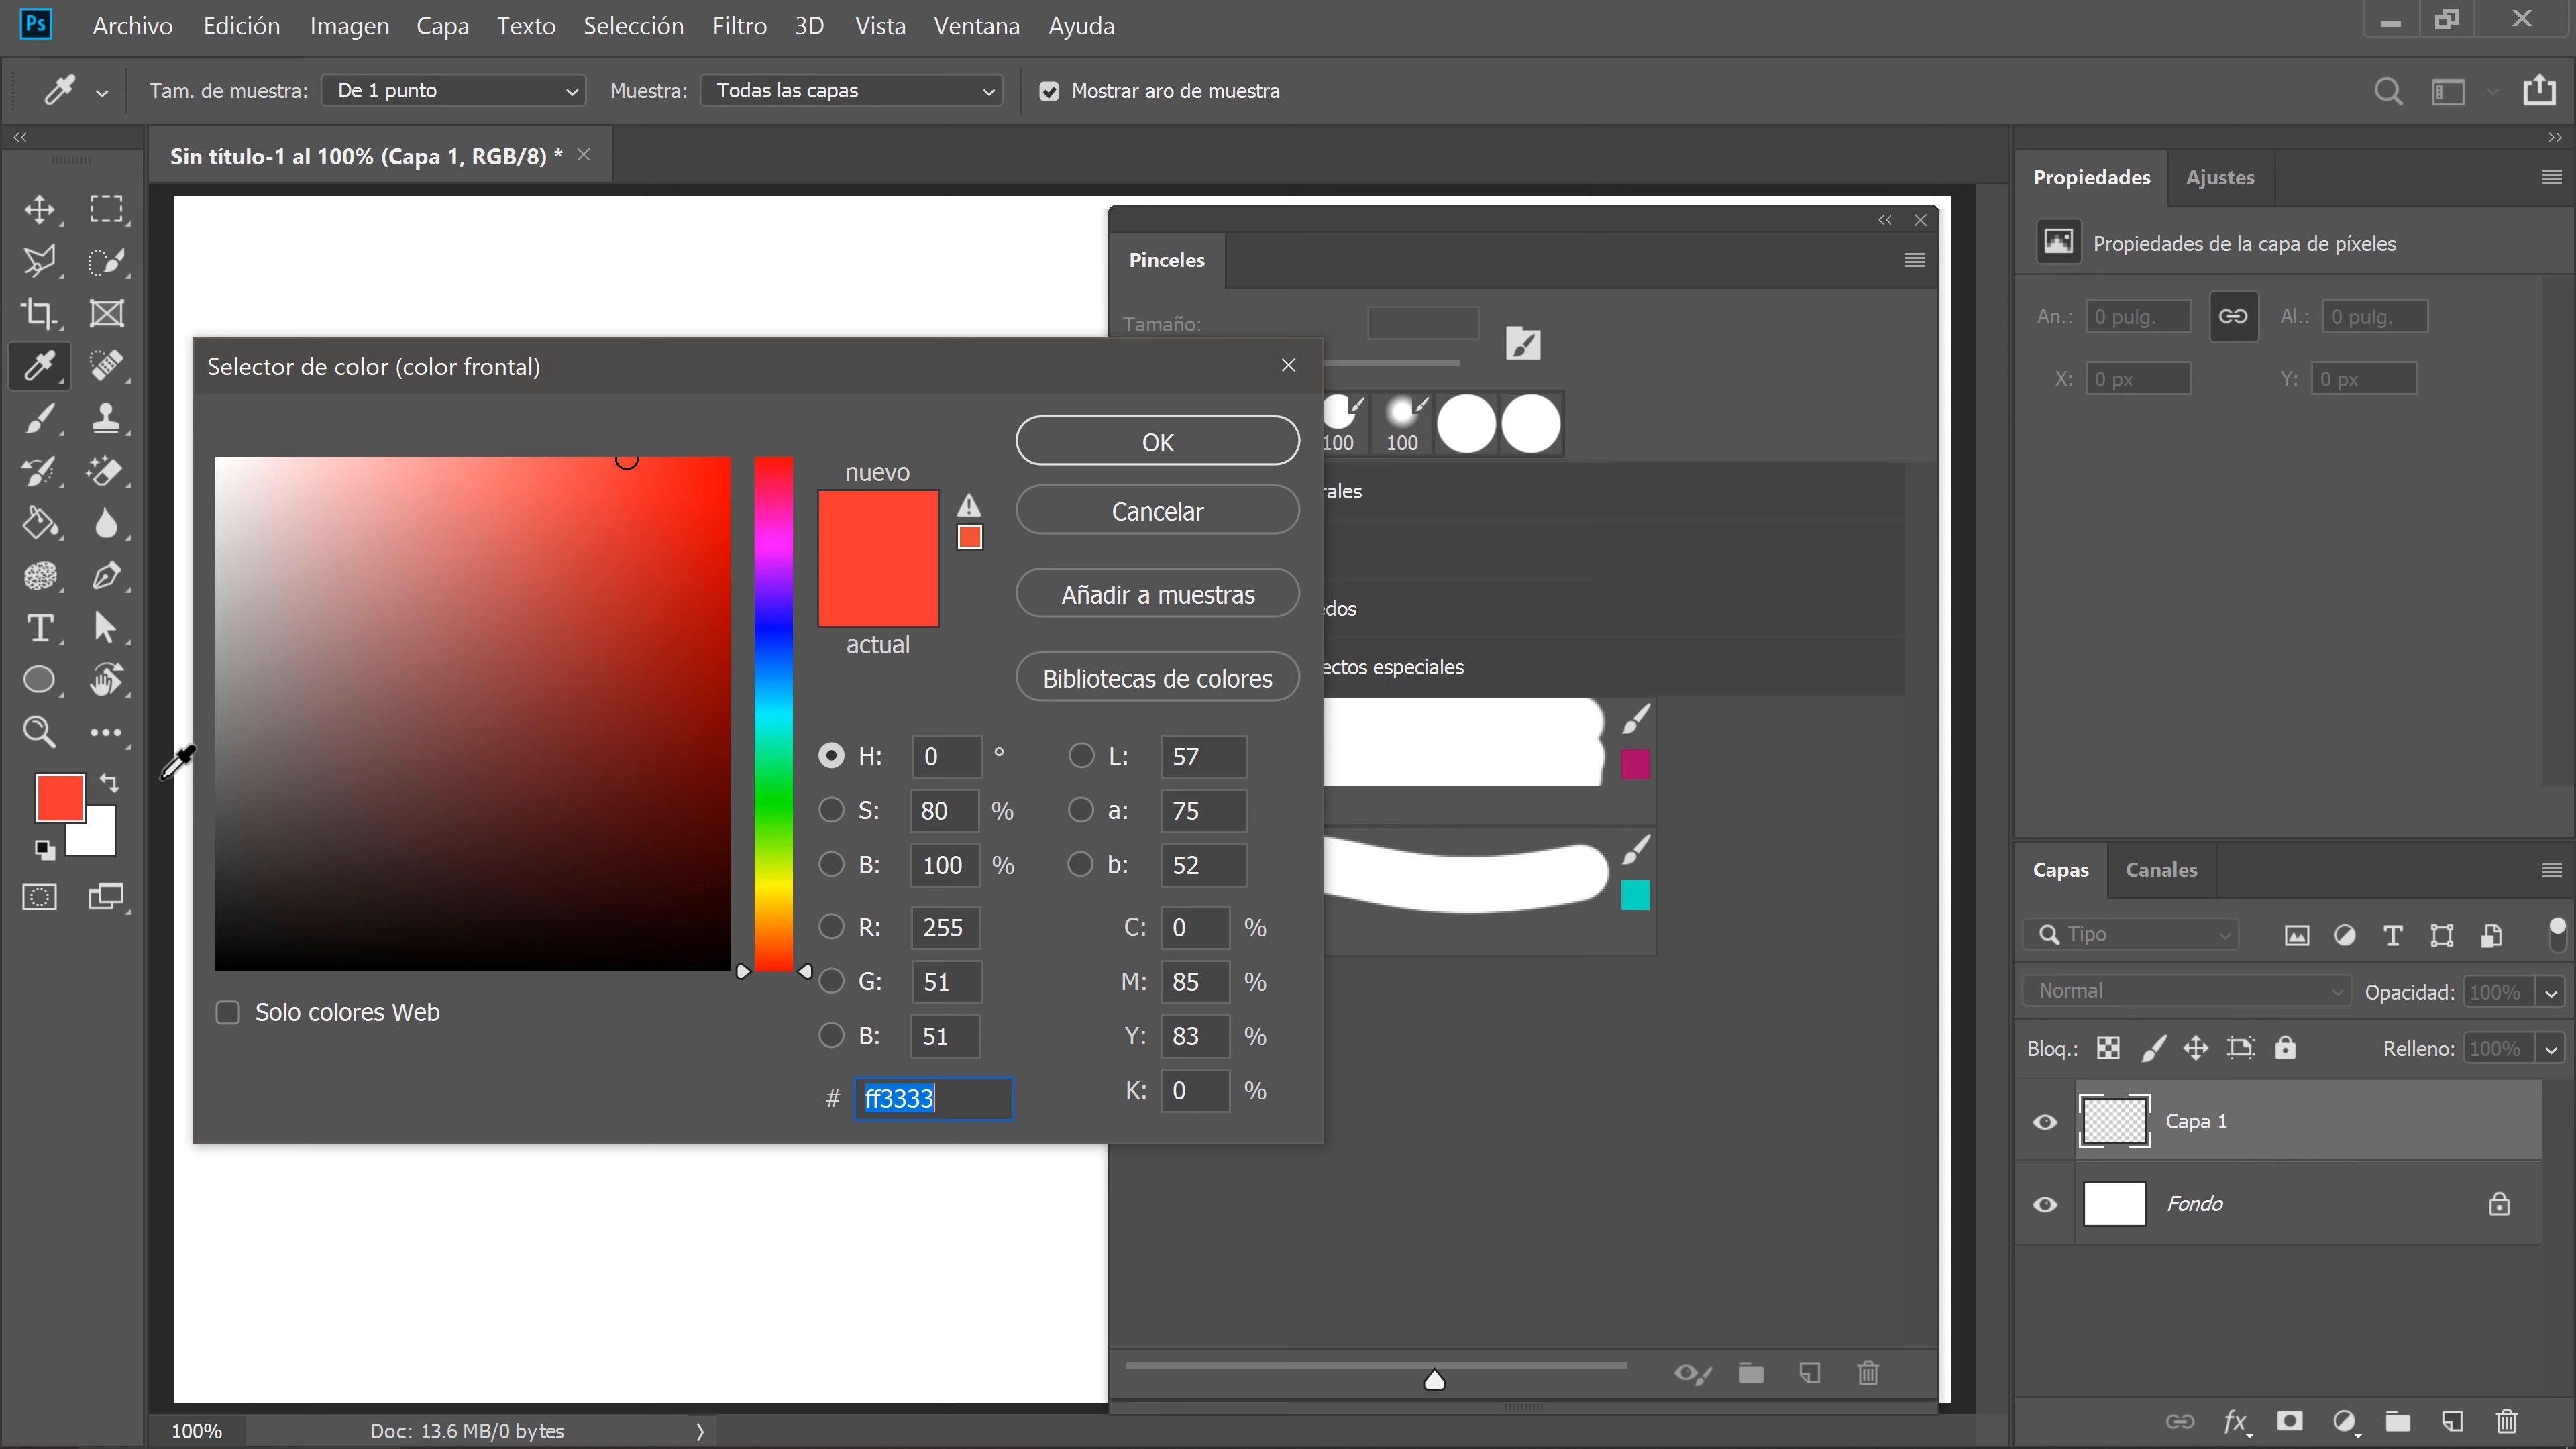 Ps Archivo Edición Imagen Capa Texto Selección Filtro 3D Vista Ventana Ayuda
Tam. de muestra: De 1 punto Muestra: Todas las capas Mostrar aro de muestra
Sin título-1 al 100% (Capa 1, RGB/8) *
Pinceles
Tamaño:
100 100
rales
edos
ectos especiales
Selector de color (color frontal)
nuevo
actual
OK
Cancelar
Añadir a muestras
Bibliotecas de colores
H: 0 ° L: 57
S: 80 % a: 75
B: 100 % b: 52
R: 255 C: 0 %
G: 51 M: 85 %
B: 51 Y: 83 %
# ff3333 K: 0 %
Solo colores Web
Propiedades Ajustes
Propiedades de la capa de píxeles
An.: 0 pulg. Al.: 0 pulg.
X: 0 px Y: 0 px
Capas Canales
Tipo
Normal Opacidad: 100%
Bloq.: Relleno: 100%
Capa 1
Fondo
100% Doc: 13.6 MB/0 bytes